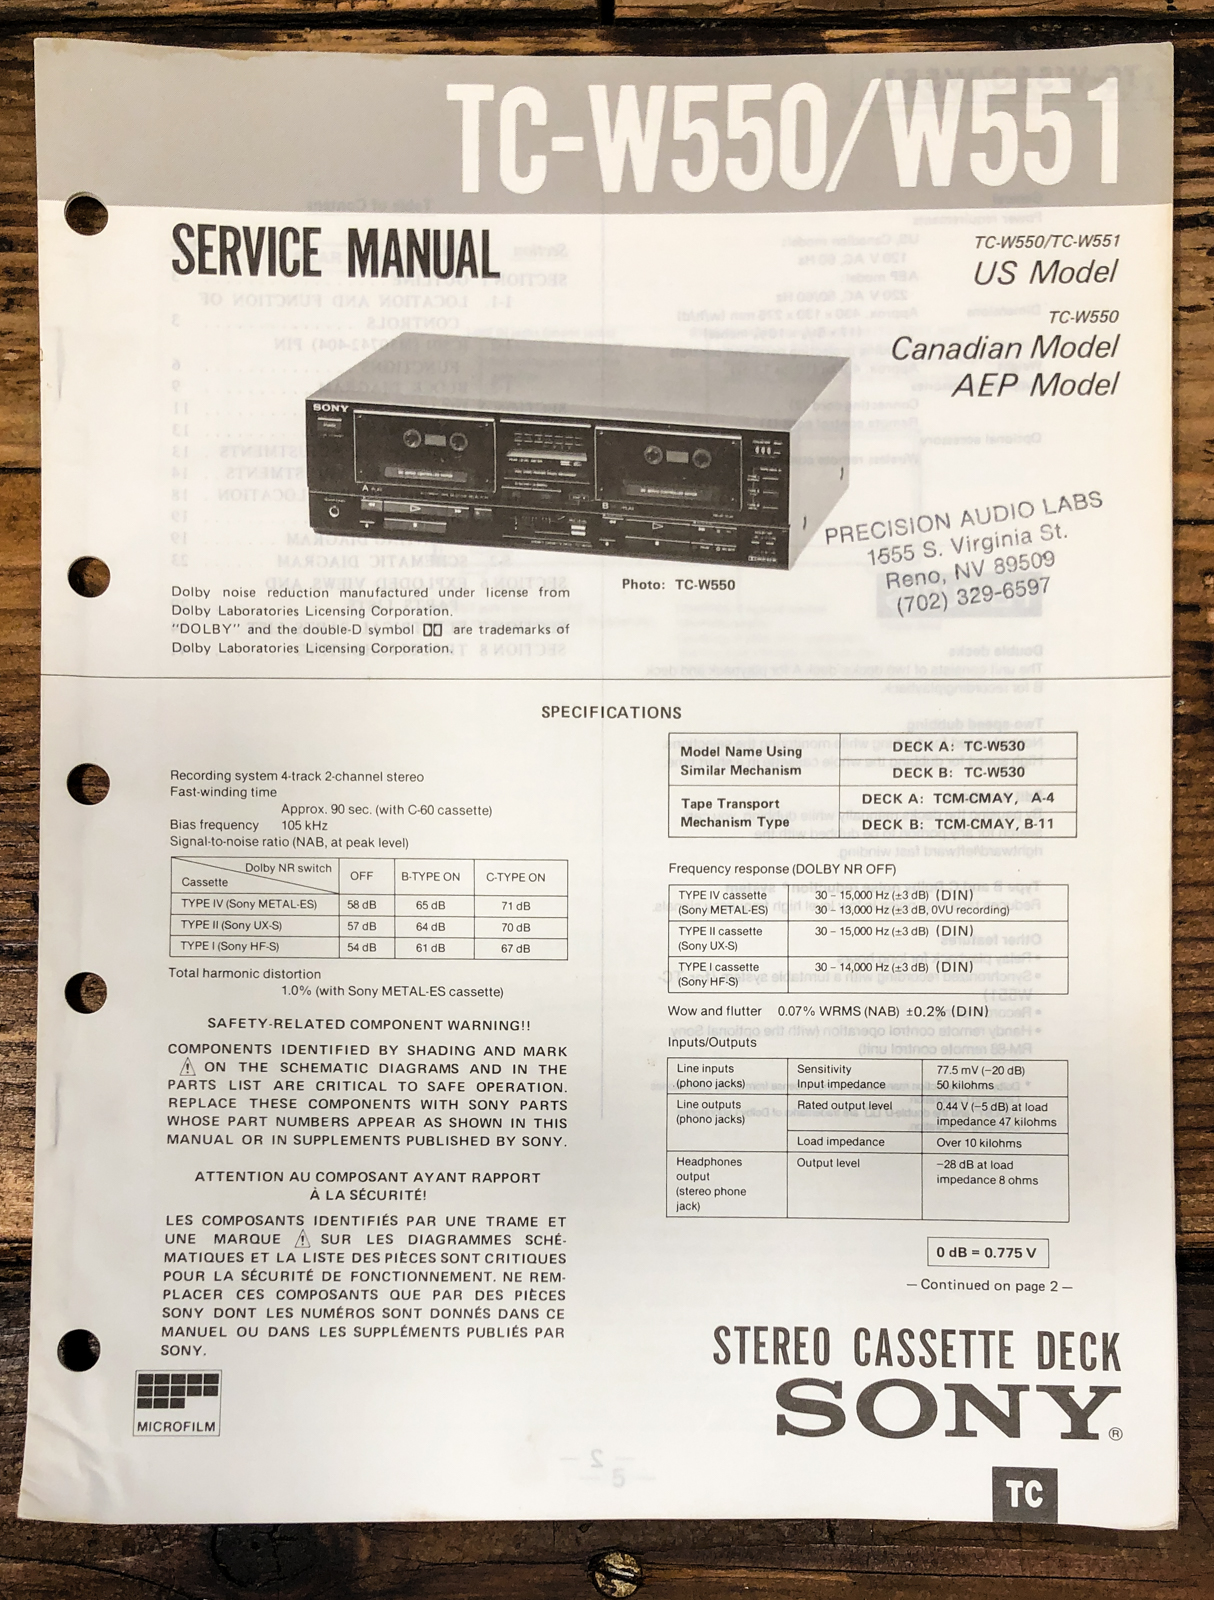 TC-W550/W551
SERVICE MANUAL
TC-W550/TC-W551
US Model
TC-W550
Canadian Model
AEP Model
SONY
PRECISION AUDIO LABS
1555 S. Virginia St.
Reno, NV 89509
(702) 329-6597
Photo: TC-W550
Dolby noise reduction manufactured under license from
Dolby Laboratories Licensing Corporation.
"DOLBY" and the double-D symbol are trademarks of
Dolby Laboratories Licensing Corporation.
SPECIFICATIONS
Recording system 4-track 2-channel stereo
Fast-winding time
Approx. 90 sec. (with C-60 cassette)
Bias frequency 105 kHz
Signal-to-noise ratio (NAB, at peak level)
Dolby NR switch
Cassette
OFF B-TYPE ON C-TYPE ON
TYPE IV (Sony METAL-ES) 58 dB 65 dB 71 dB
TYPE II (Sony UX-S) 57 dB 64 dB 70 dB
TYPE I (Sony HF-S) 54 dB 61 dB 67 dB
Total harmonic distortion
1.0% (with Sony METAL-ES cassette)
SAFETY-RELATED COMPONENT WARNING!!
COMPONENTS IDENTIFIED BY SHADING AND MARK
⚠ ON THE SCHEMATIC DIAGRAMS AND IN THE
PARTS LIST ARE CRITICAL TO SAFE OPERATION.
REPLACE THESE COMPONENTS WITH SONY PARTS
WHOSE PART NUMBERS APPEAR AS SHOWN IN THIS
MANUAL OR IN SUPPLEMENTS PUBLISHED BY SONY.
ATTENTION AU COMPOSANT AYANT RAPPORT
À LA SÉCURITÉ!
LES COMPOSANTS IDENTIFIÉS PAR UNE TRAME ET
UNE MARQUE ⚠ SUR LES DIAGRAMMES SCHÉ-
MATIQUES ET LA LISTE DES PIÈCES SONT CRITIQUES
POUR LA SÉCURITÉ DE FONCTIONNEMENT. NE REM-
PLACER CES COMPOSANTS QUE PAR DES PIÈCES
SONY DONT LES NUMÉROS SONT DONNÉS DANS CE
MANUEL OU DANS LES SUPPLÉMENTS PUBLIÉS PAR
SONY.
MICROFILM
Model Name Using
Similar Mechanism
DECK A: TC-W530
DECK B: TC-W530
Tape Transport
Mechanism Type
DECK A: TCM-CMAY, A-4
DECK B: TCM-CMAY, B-11
Frequency response (DOLBY NR OFF)
TYPE IV cassette 30 – 15,000 Hz (±3 dB) (DIN)
(Sony METAL-ES) 30 – 13,000 Hz (±3 dB, 0VU recording)
TYPE II cassette 30 – 15,000 Hz (±3 dB) (DIN)
(Sony UX-S)
TYPE I cassette 30 – 14,000 Hz (±3 dB) (DIN)
(Sony HF-S)
Wow and flutter 0.07% WRMS (NAB) ±0.2% (DIN)
Inputs/Outputs
Line inputs Sensitivity 77.5 mV (–20 dB)
(phono jacks) Input impedance 50 kilohms
Line outputs Rated output level 0.44 V (–5 dB) at load
(phono jacks) impedance 47 kilohms
Load impedance Over 10 kilohms
Headphones Output level –28 dB at load
output impedance 8 ohms
(stereo phone
jack)
0 dB = 0.775 V
— Continued on page 2 —
STEREO CASSETTE DECK
SONY®
TC